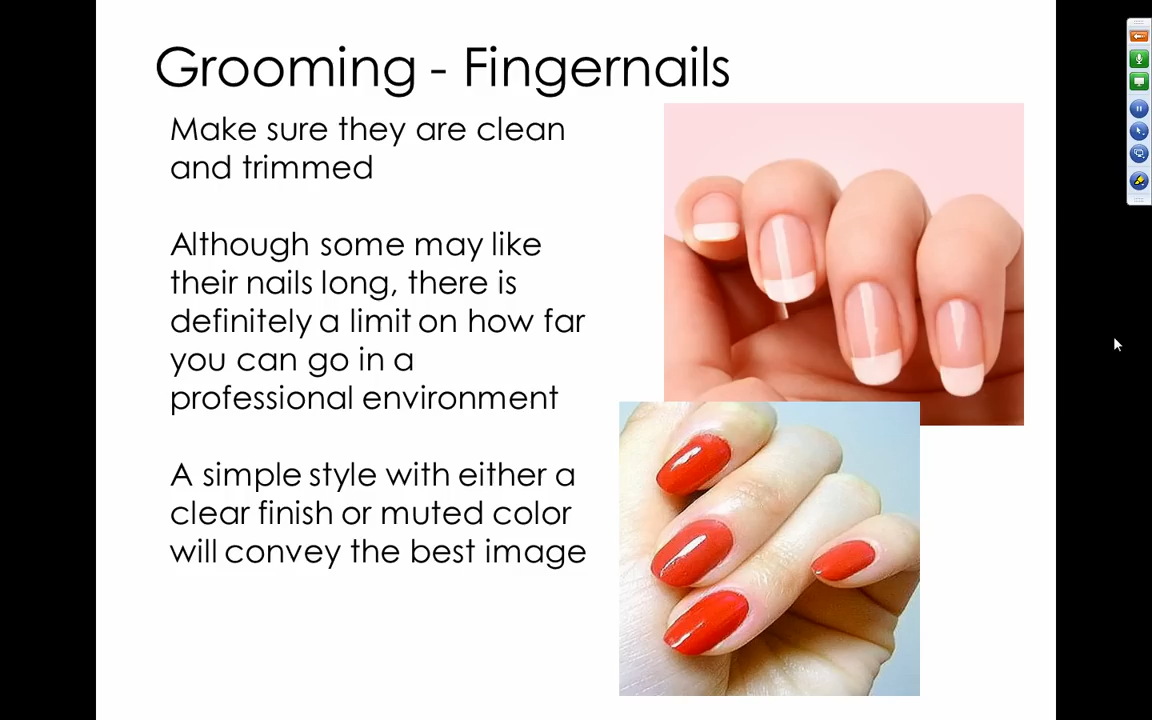 Grooming - Fingernails
Make sure they are clean
and trimmed
Although some may like
their nails long, there is
definitely a limit on how far
you can go in a
professional environment
A simple style with either a
clear finish or muted color
will convey the best image